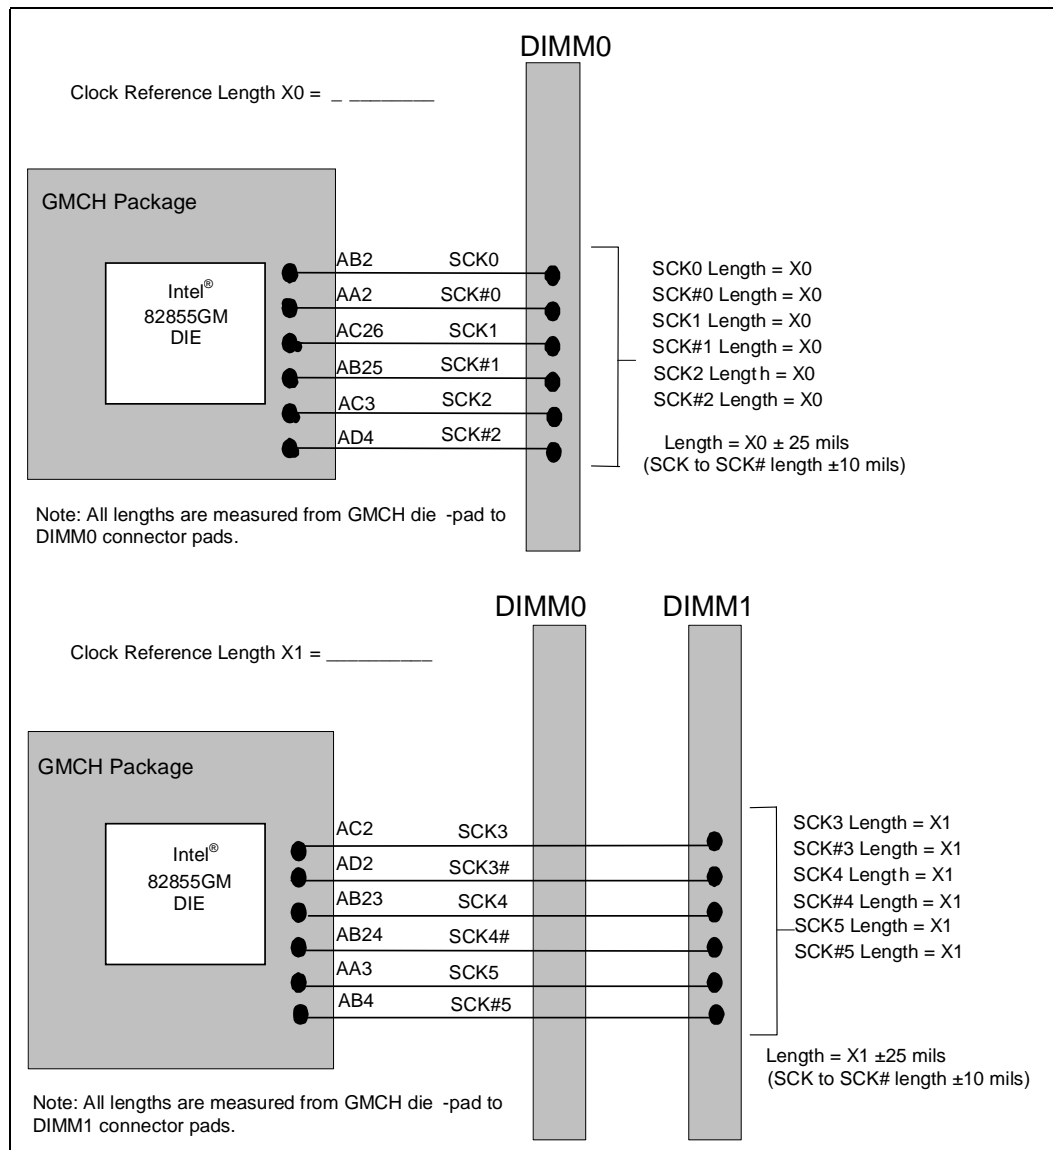 DIMM0
Clock Reference Length X0 = _ ________
GMCH Package
Intel®
82855GM
DIE
AB2 SCK0
AA2 SCK#0
AC26 SCK1
AB25 SCK#1
AC3 SCK2
AD4 SCK#2
SCK0 Length = X0
SCK#0 Length = X0
SCK1 Length = X0
SCK#1 Length = X0
SCK2 Length = X0
SCK#2 Length = X0
Length = X0 ± 25 mils
(SCK to SCK# length ±10 mils)
Note: All lengths are measured from GMCH die -pad to
DIMM0 connector pads.
DIMM0 DIMM1
Clock Reference Length X1 = __________
GMCH Package
Intel®
82855GM
DIE
AC2 SCK3
AD2 SCK3#
AB23 SCK4
AB24 SCK4#
AA3 SCK5
AB4 SCK#5
SCK3 Length = X1
SCK#3 Length = X1
SCK4 Length = X1
SCK#4 Length = X1
SCK5 Length = X1
SCK#5 Length = X1
Length = X1 ±25 mils
(SCK to SCK# length ±10 mils)
Note: All lengths are measured from GMCH die -pad to
DIMM1 connector pads.